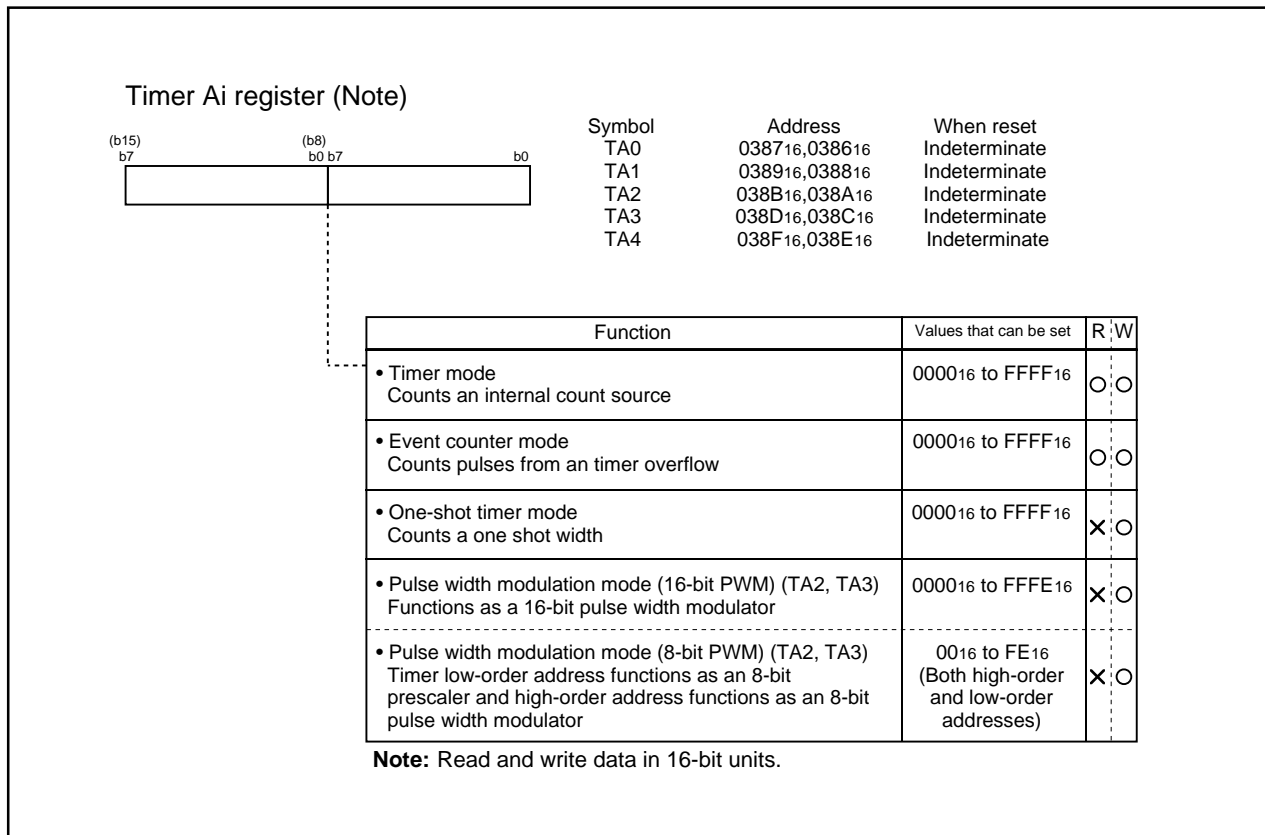 Timer Ai register (Note)
(b15) (b8)
b7 b0 b7 b0
Symbol Address When reset
TA0 038716,038616 Indeterminate
TA1 038916,038816 Indeterminate
TA2 038B16,038A16 Indeterminate
TA3 038D16,038C16 Indeterminate
TA4 038F16,038E16 Indeterminate
Function Values that can be set R W
• Timer mode 000016 to FFFF16
Counts an internal count source
• Event counter mode 000016 to FFFF16
Counts pulses from an timer overflow
• One-shot timer mode 000016 to FFFF16
Counts a one shot width
• Pulse width modulation mode (16-bit PWM) (TA2, TA3) 000016 to FFFE16
Functions as a 16-bit pulse width modulator
• Pulse width modulation mode (8-bit PWM) (TA2, TA3) 0016 to FE16
Timer low-order address functions as an 8-bit (Both high-order
prescaler and high-order address functions as an 8-bit and low-order
pulse width modulator addresses)
Note: Read and write data in 16-bit units.